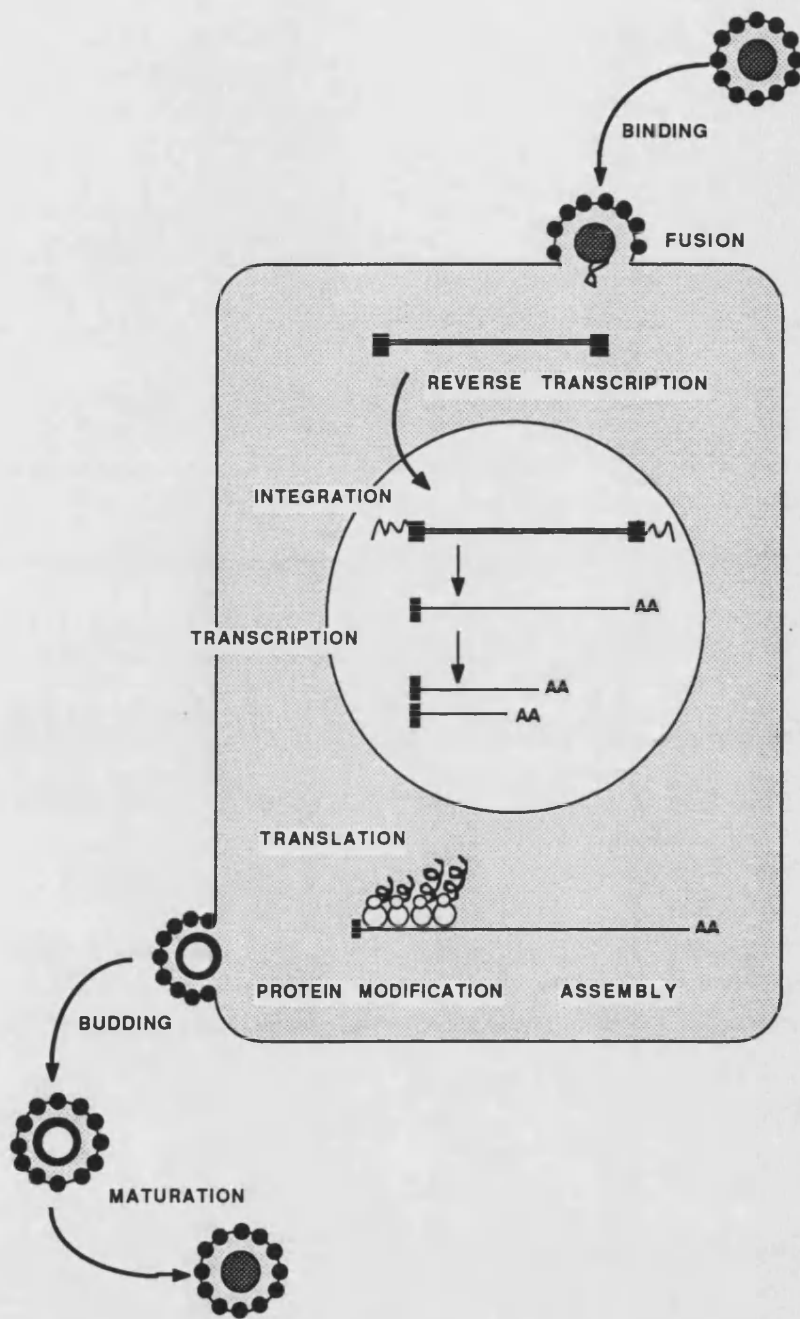 BINDING
FUSION
REVERSE TRANSCRIPTION
INTEGRATION
AA
TRANSCRIPTION
AA
AA
TRANSLATION
AA
PROTEIN MODIFICATION ASSEMBLY
BUDDING
MATURATION